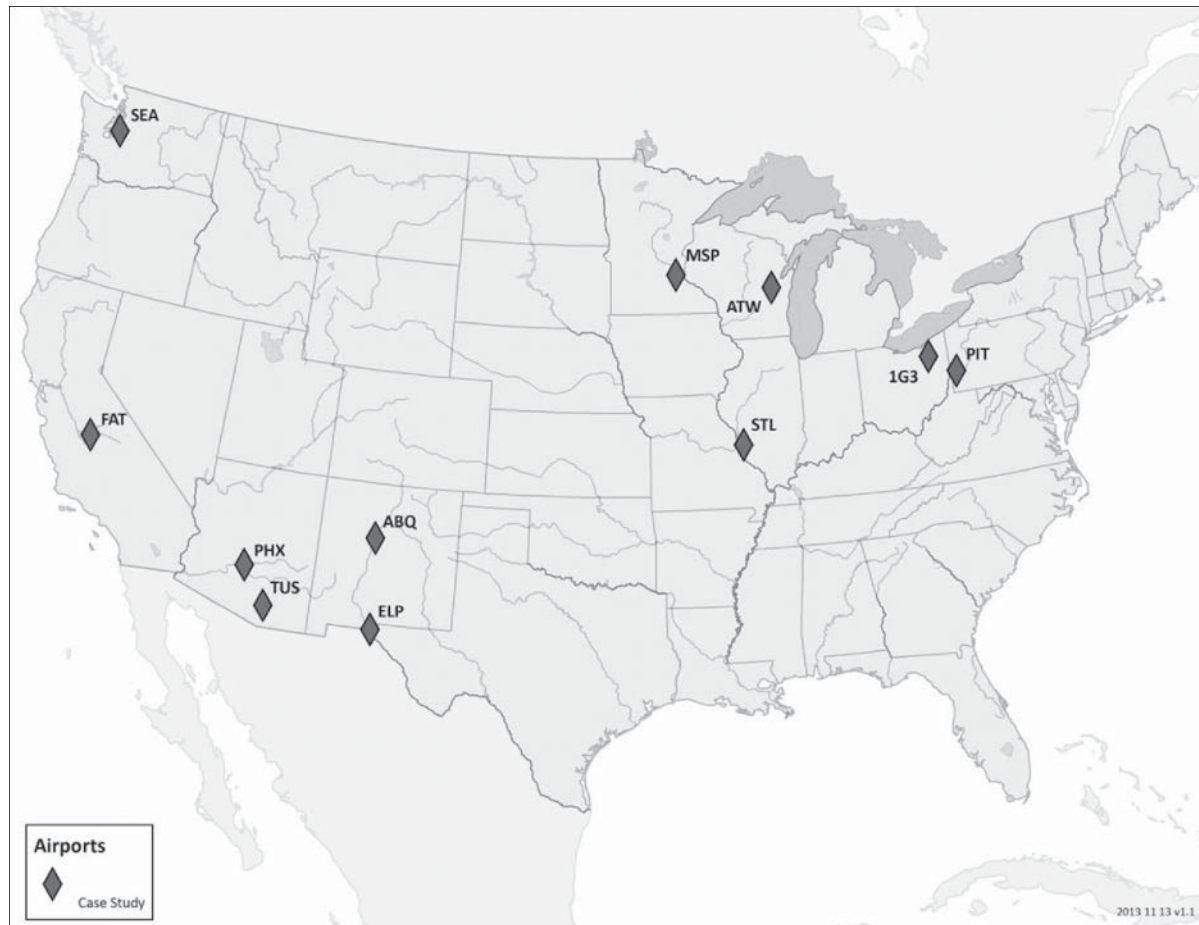 SEA
MSP
ATW
1G3
PIT
FAT
STL
ABQ
PHX
TUS
ELP
Airports
Case Study
2013 11 13 v1.1